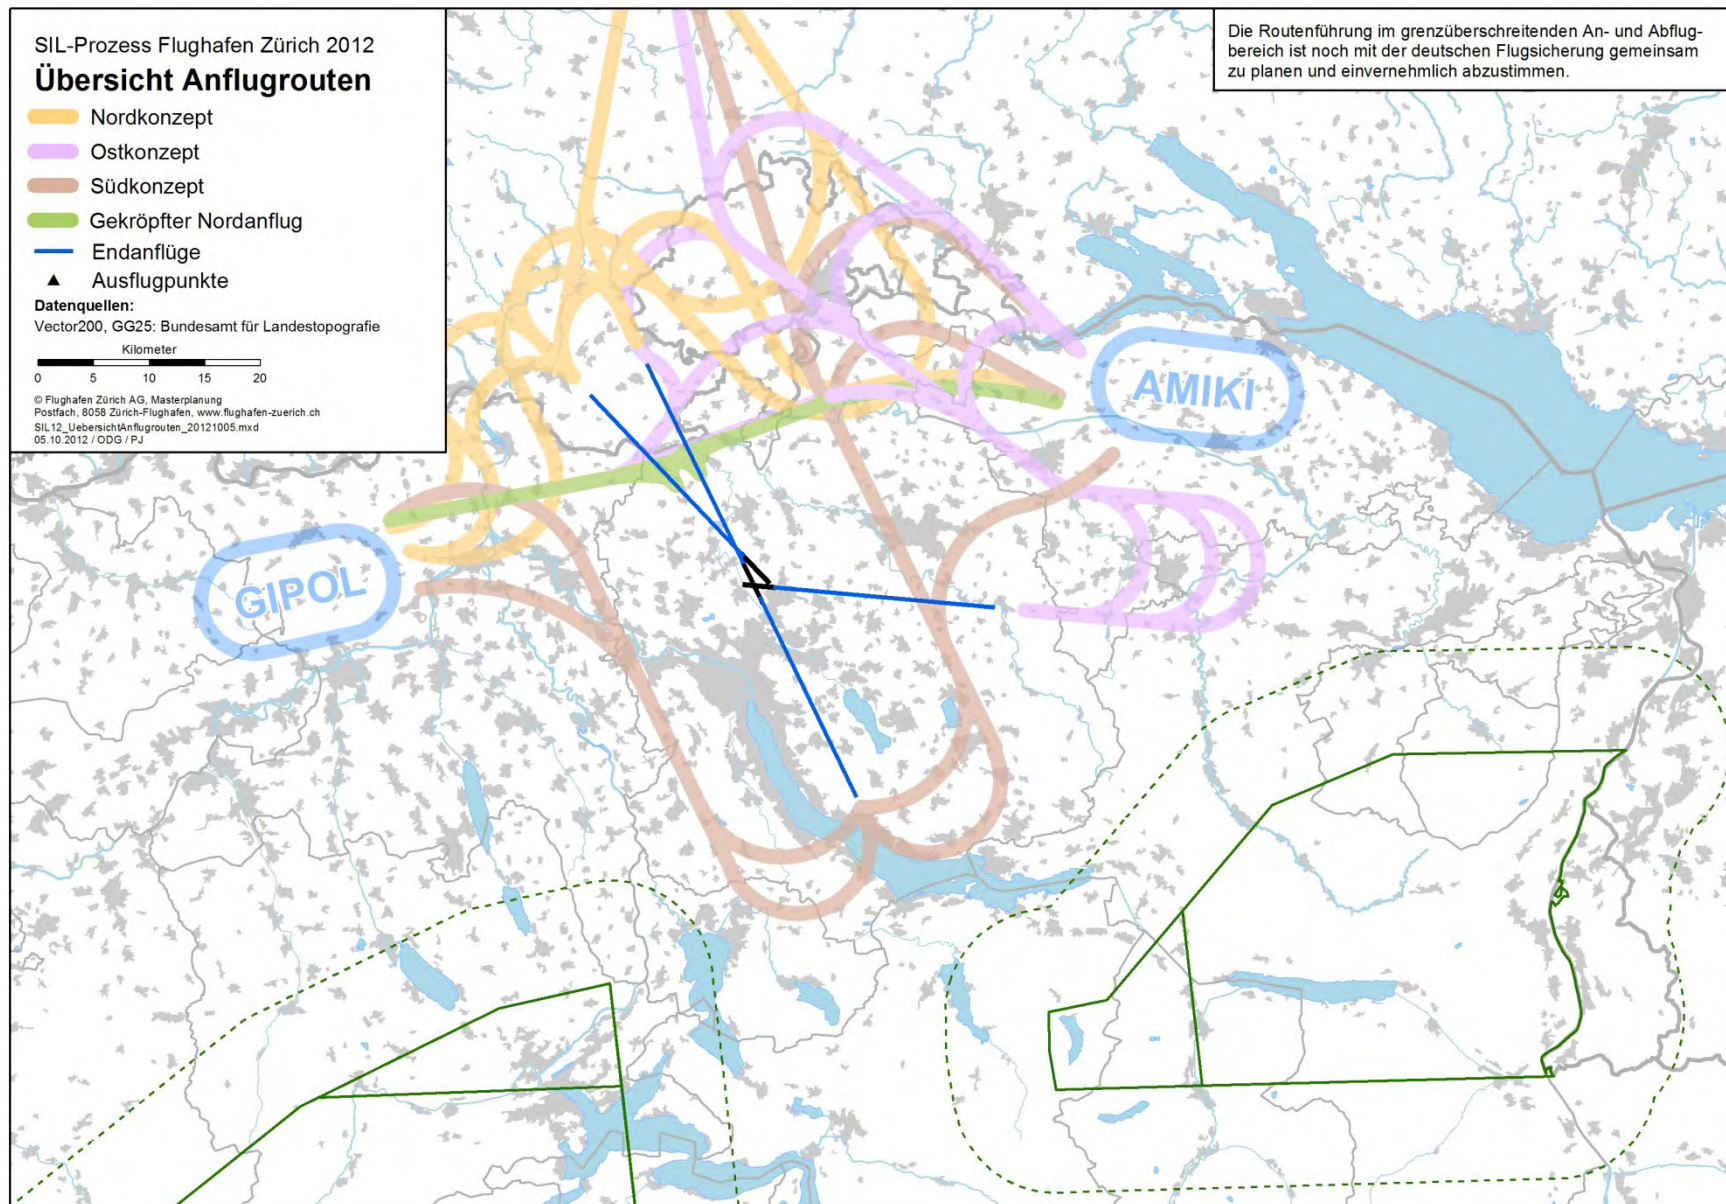 SIL-Prozess Flughafen Zürich 2012
Übersicht Anflugrouten
Nordkonzept
Ostkonzept
Südkonzept
Gekröpfter Nordanflug
Endanflüge
Ausflugpunkte
Datenquellen:
Vector200, GG25: Bundesamt für Landestopografie
Kilometer
0 5 10 15 20
© Flughafen Zürich AG, Masterplanung
Postfach, 8058 Zürich-Flughafen, www.flughafen-zuerich.ch
SIL12_UebersichtAnflugrouten_20121005.mxd
05.10.2012 / ODG / PJ
Die Routenführung im grenzüberschreitenden An- und Abflug-
bereich ist noch mit der deutschen Flugsicherung gemeinsam
zu planen und einvernehmlich abzustimmen.
AMIKI
GIPOL